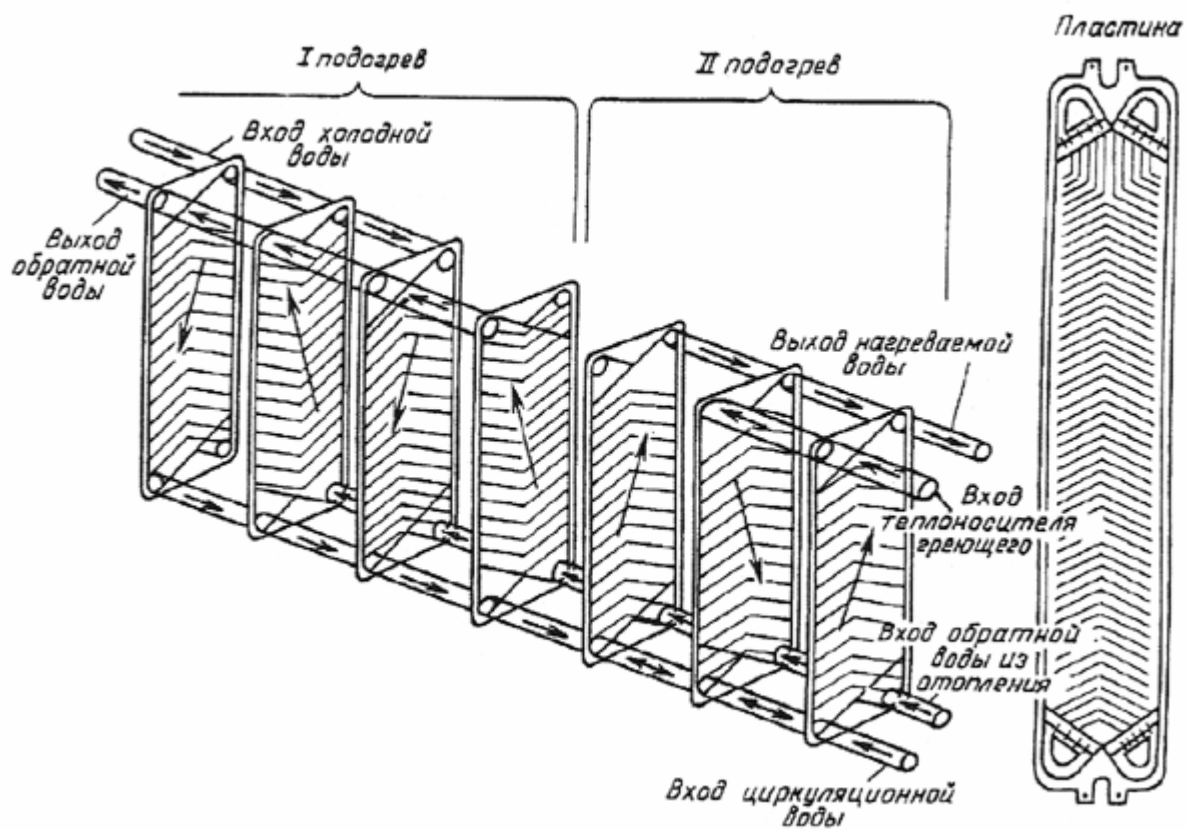 Пластина
I подогрев
II подогрев
Вход холодной
воды
Выход
обратной
воды
Выход нагреваемой
воды
Вход
теплоносителя
греющего
Вход обратной
воды из
отопления
Вход циркуляционной
воды